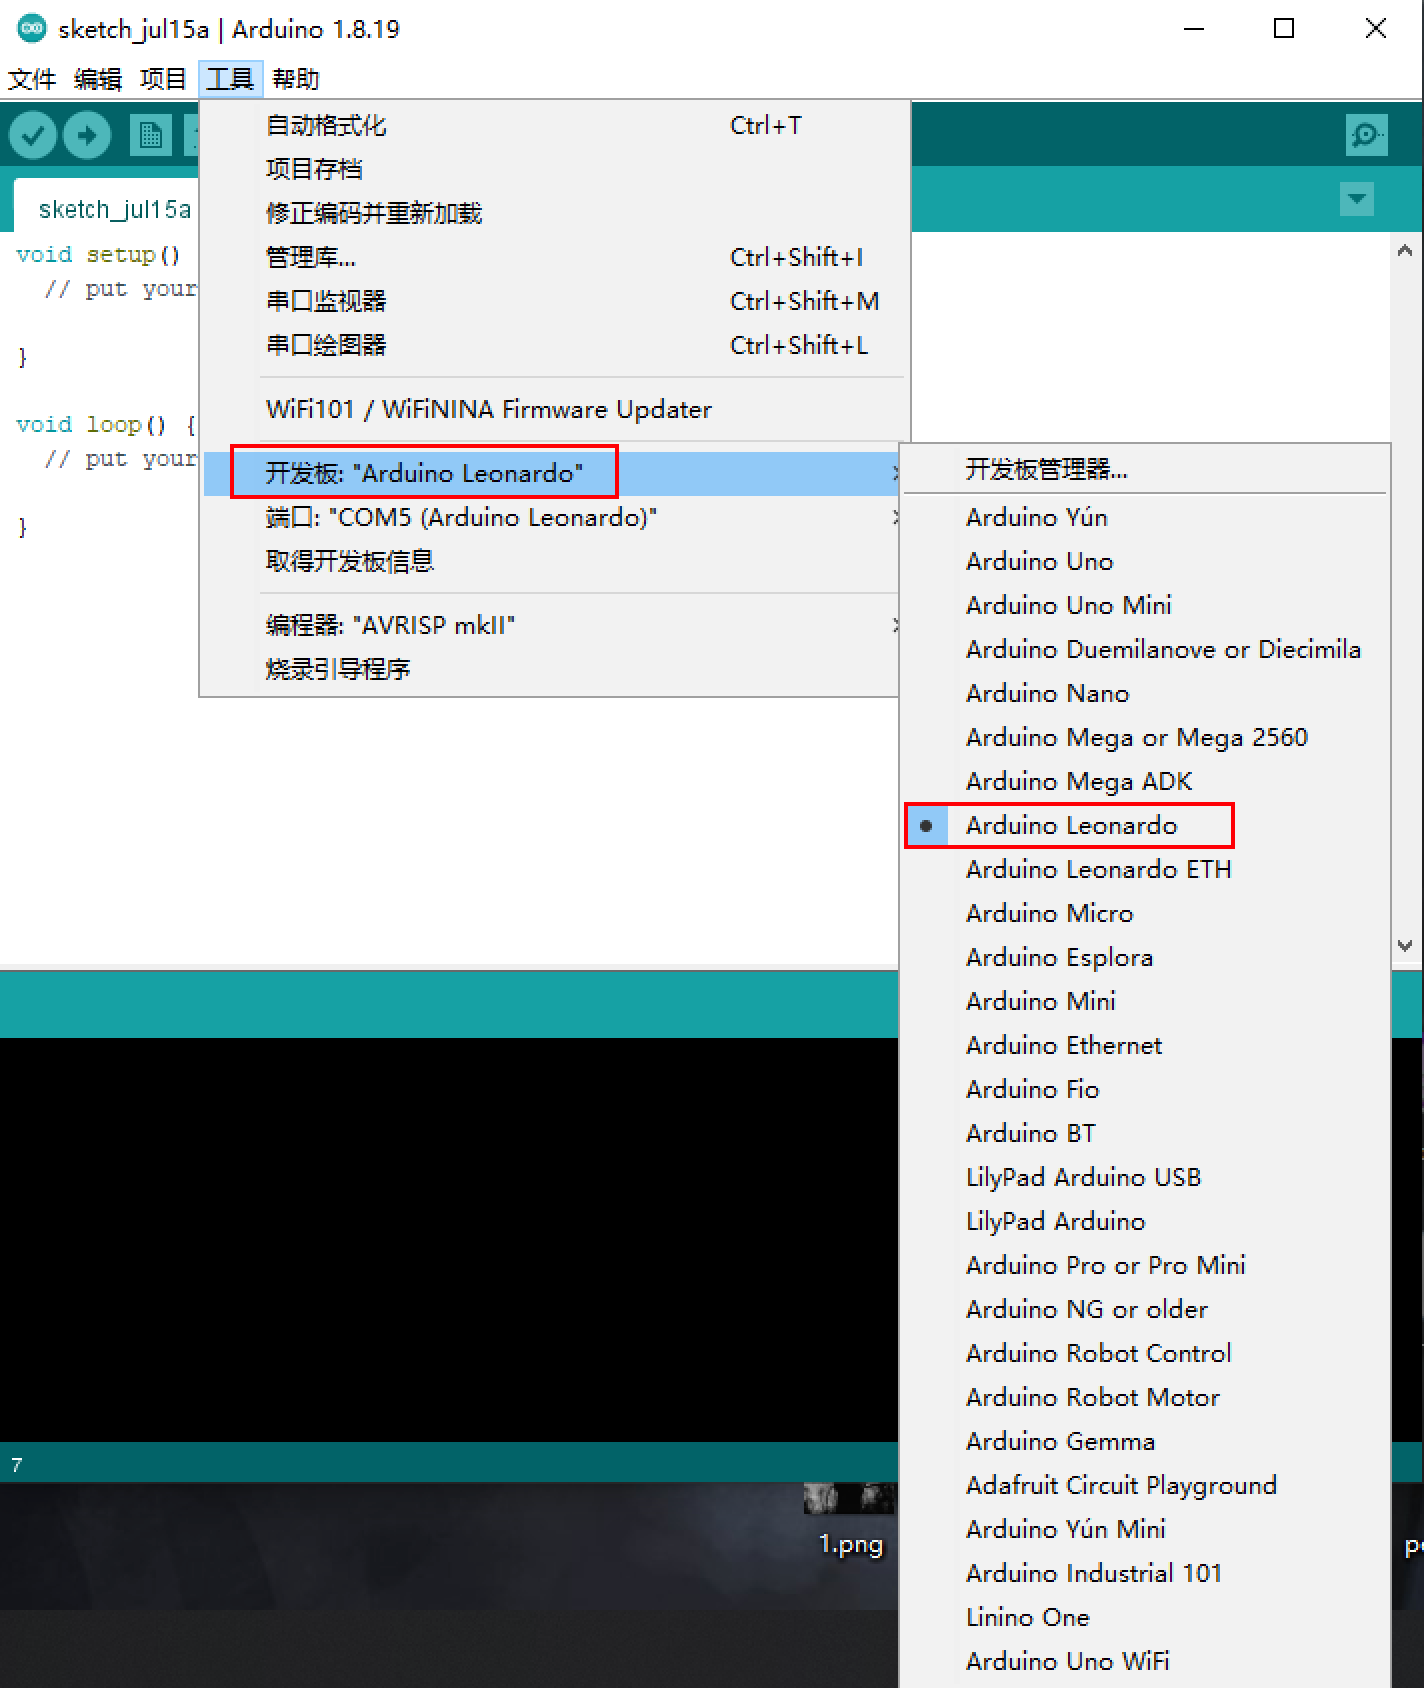 sketch_jul15a | Arduino 1.8.19
文件 编辑 项目 工具 帮助
自动格式化 Ctrl+T
项目存档
修正编码并重新加载
管理库... Ctrl+Shift+I
串口监视器 Ctrl+Shift+M
串口绘图器 Ctrl+Shift+L
WiFi101 / WiFiNINA Firmware Updater
开发板: "Arduino Leonardo"
端口: "COM5 (Arduino Leonardo)"
取得开发板信息
编程器: "AVRISP mkII"
烧录引导程序
sketch_jul15a
void setup()
// put your
}
void loop() {
// put your
}
开发板管理器...
Arduino Yún
Arduino Uno
Arduino Uno Mini
Arduino Duemilanove or Diecimila
Arduino Nano
Arduino Mega or Mega 2560
Arduino Mega ADK
Arduino Leonardo
Arduino Leonardo ETH
Arduino Micro
Arduino Esplora
Arduino Mini
Arduino Ethernet
Arduino Fio
Arduino BT
LilyPad Arduino USB
LilyPad Arduino
Arduino Pro or Pro Mini
Arduino NG or older
Arduino Robot Control
Arduino Robot Motor
Arduino Gemma
Adafruit Circuit Playground
Arduino Yún Mini
Arduino Industrial 101
Linino One
Arduino Uno WiFi
7
1.png